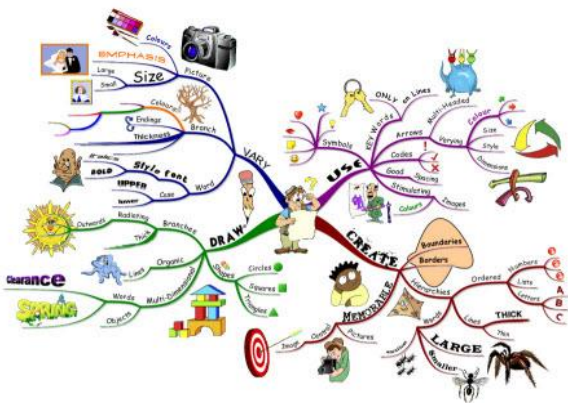 Colours
EMPHASIS
Large
Small
Size
Picture
Colours
Endings
Thickness
Branch
VARY
BOLD
Style font
UPPER
lower
Case
Word
ONLY
on Lines
KEY Words
Symbols
USE
Multi-Headed
Arrows
Varying
Colour
Size
Style
Dimensions
Codes
Good
Spacing
Stimulating
Colours
Images
DRAW
Outwards
Radiating
Thick
Branches
Lines
Organic
Shapes
Circles
Squares
Triangles
Clearance
SPRING
Words
Objects
Multi-Dimensional
CREATE
Boundaries
Borders
Hierarchies
Ordered
Numbers
Lists
Letters
A
B
C
Words
Lines
THICK
Thin
LARGE
Smaller
MEMORABLE
Image
Central
Pictures